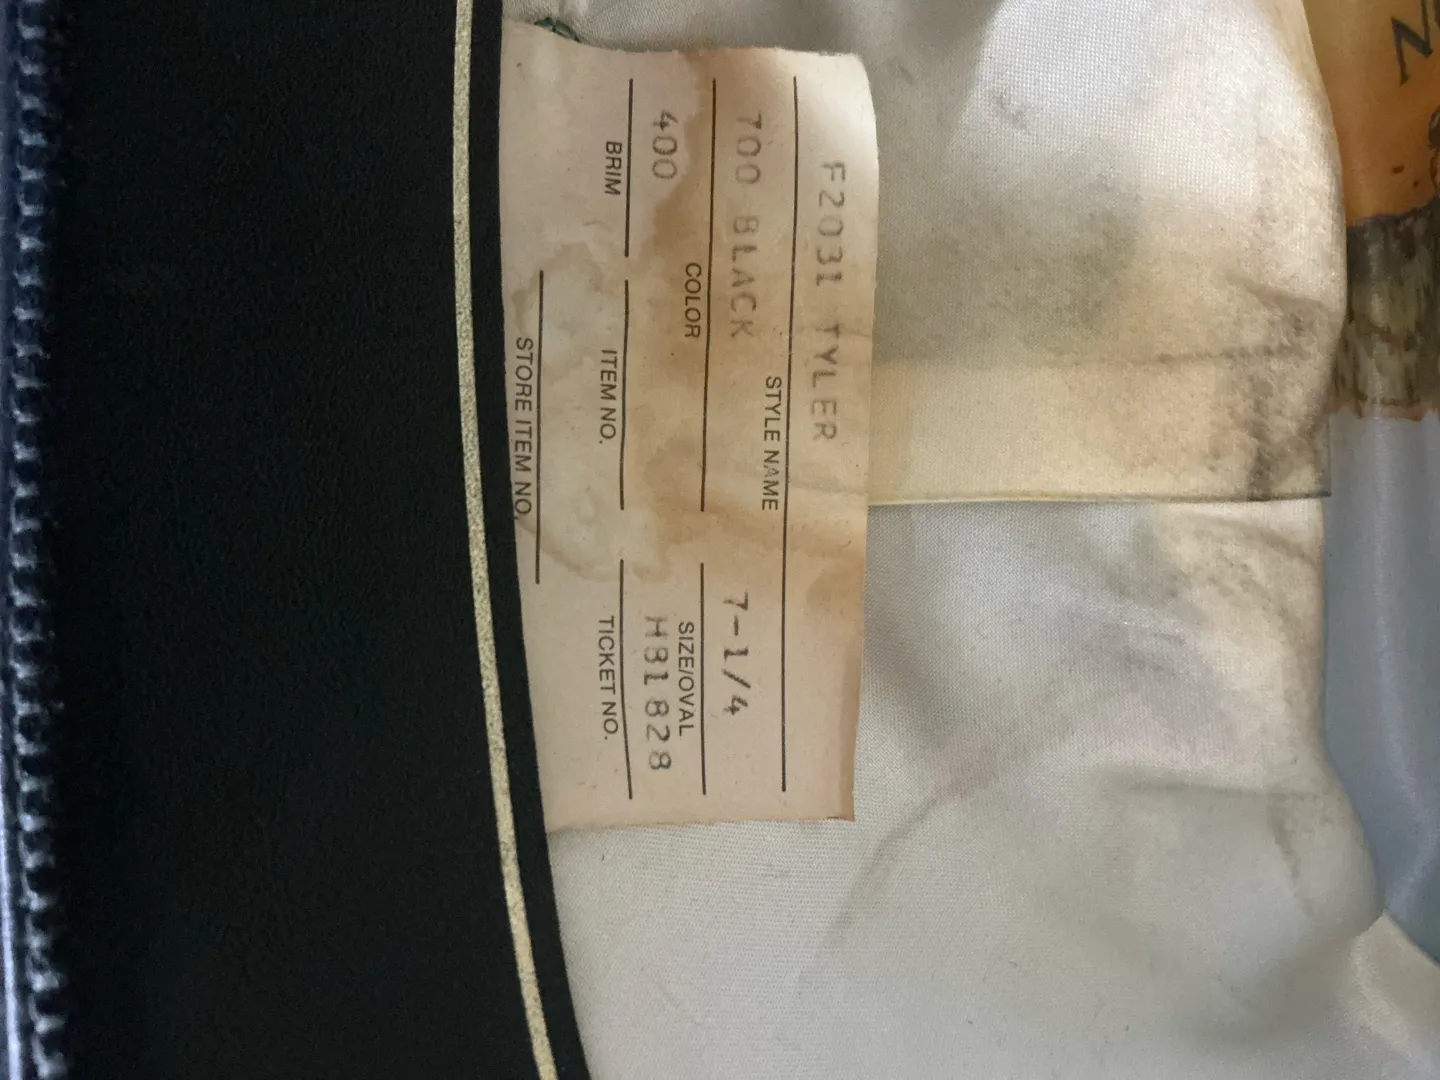 F2031 TYLER
STYLE NAME
700 BLACK 7-1/4
COLOR SIZE/OVAL
400 H81828
BRIM ITEM NO. TICKET NO.
STORE ITEM NO.